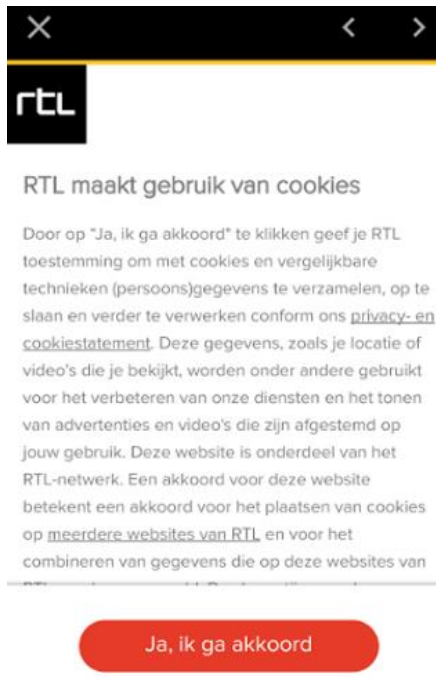 rtl
RTL maakt gebruik van cookies
Door op "Ja, ik ga akkoord" te klikken geef je RTL
toestemming om met cookies en vergelijkbare
technieken (persoons)gegevens te verzamelen, op te
slaan en verder te verwerken conform ons privacy- en
cookiestatement. Deze gegevens, zoals je locatie of
video's die je bekijkt, worden onder andere gebruikt
voor het verbeteren van onze diensten en het tonen
van advertenties en video's die zijn afgestemd op
jouw gebruik. Deze website is onderdeel van het
RTL-netwerk. Een akkoord voor deze website
betekent een akkoord voor het plaatsen van cookies
op meerdere websites van RTL en voor het
combineren van gegevens die op deze websites van
Ja, ik ga akkoord